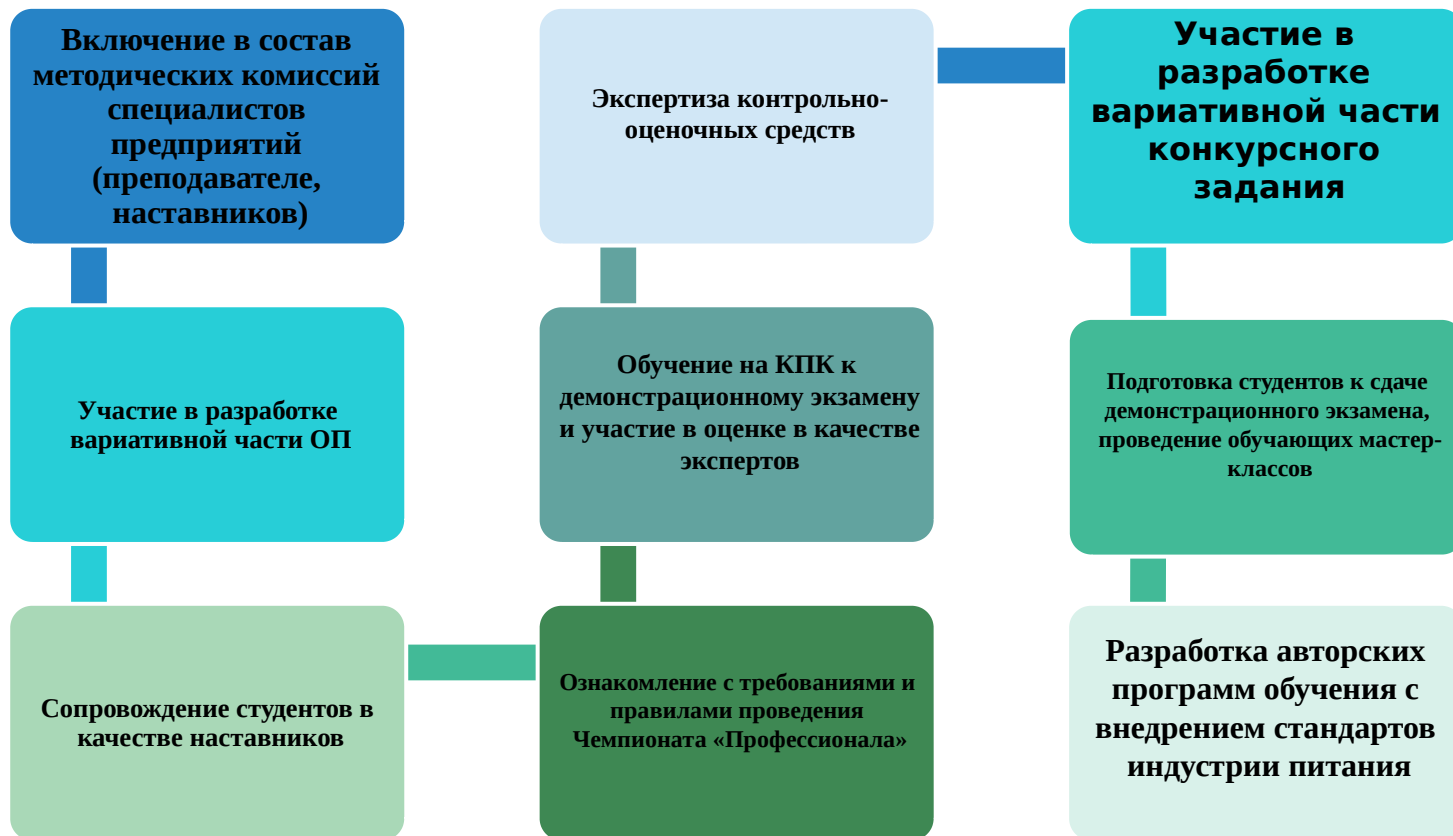 Включение в состав
методических комиссий
специалистов
предприятий
(преподавателе,
наставников)
Участие в разработке
вариативной части ОП
Сопровождение студентов в
качестве наставников
Ознакомление с требованиями и
правилами проведения
Чемпионата «Профессионала»
Обучение на КПК к
демонстрационному экзамену
и участие в оценке в качестве
экспертов
Экспертиза контрольно-
оценочных средств
Участие в
разработке
вариативной части
конкурсного
задания
Подготовка студентов к сдаче
демонстрационного экзамена,
проведение обучающих мастер-
классов
Разработка авторских
программ обучения с
внедрением стандартов
индустрии питания